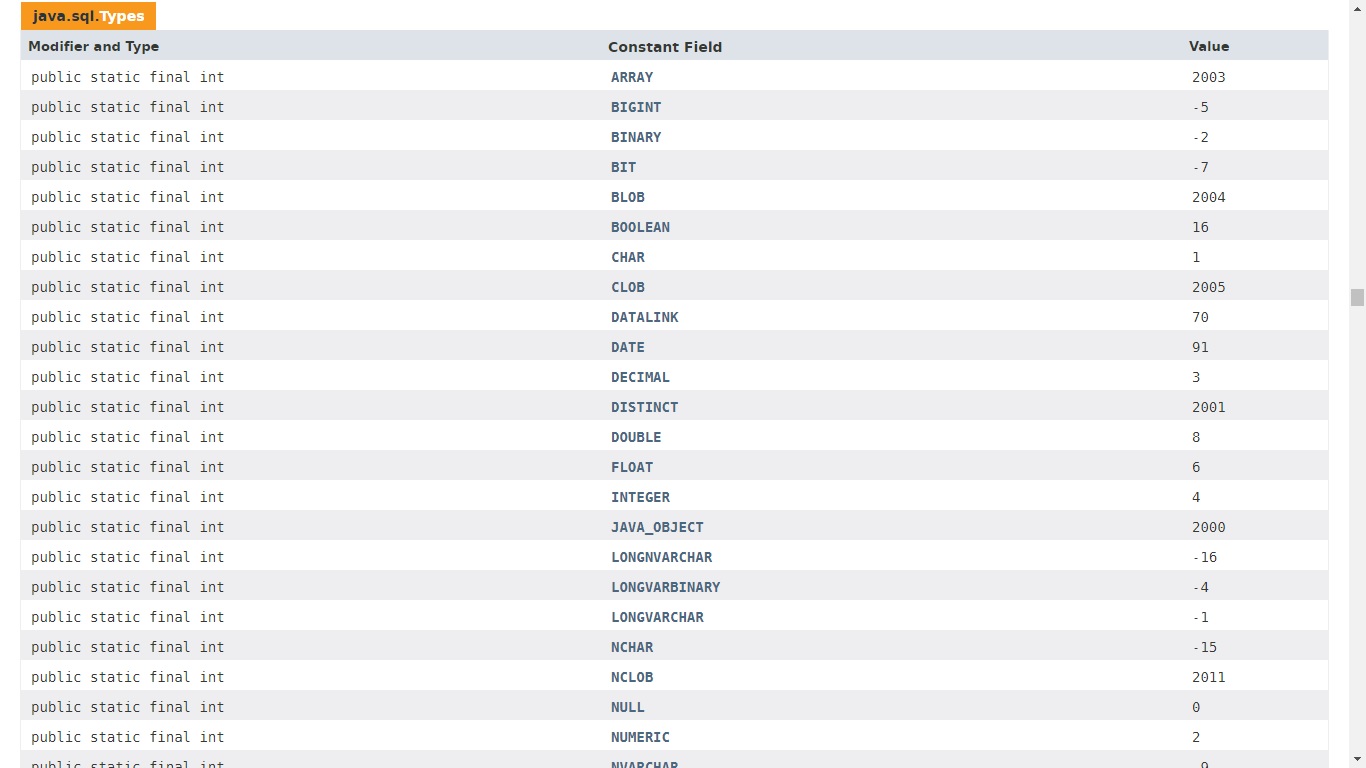 java.sql.Types
Modifier and Type Constant Field Value
public static final int ARRAY 2003
public static final int BIGINT -5
public static final int BINARY -2
public static final int BIT -7
public static final int BLOB 2004
public static final int BOOLEAN 16
public static final int CHAR 1
public static final int CLOB 2005
public static final int DATALINK 70
public static final int DATE 91
public static final int DECIMAL 3
public static final int DISTINCT 2001
public static final int DOUBLE 8
public static final int FLOAT 6
public static final int INTEGER 4
public static final int JAVA_OBJECT 2000
public static final int LONGNVARCHAR -16
public static final int LONGVARBINARY -4
public static final int LONGVARCHAR -1
public static final int NCHAR -15
public static final int NCLOB 2011
public static final int NULL 0
public static final int NUMERIC 2
public static final int NVARCHAR -9